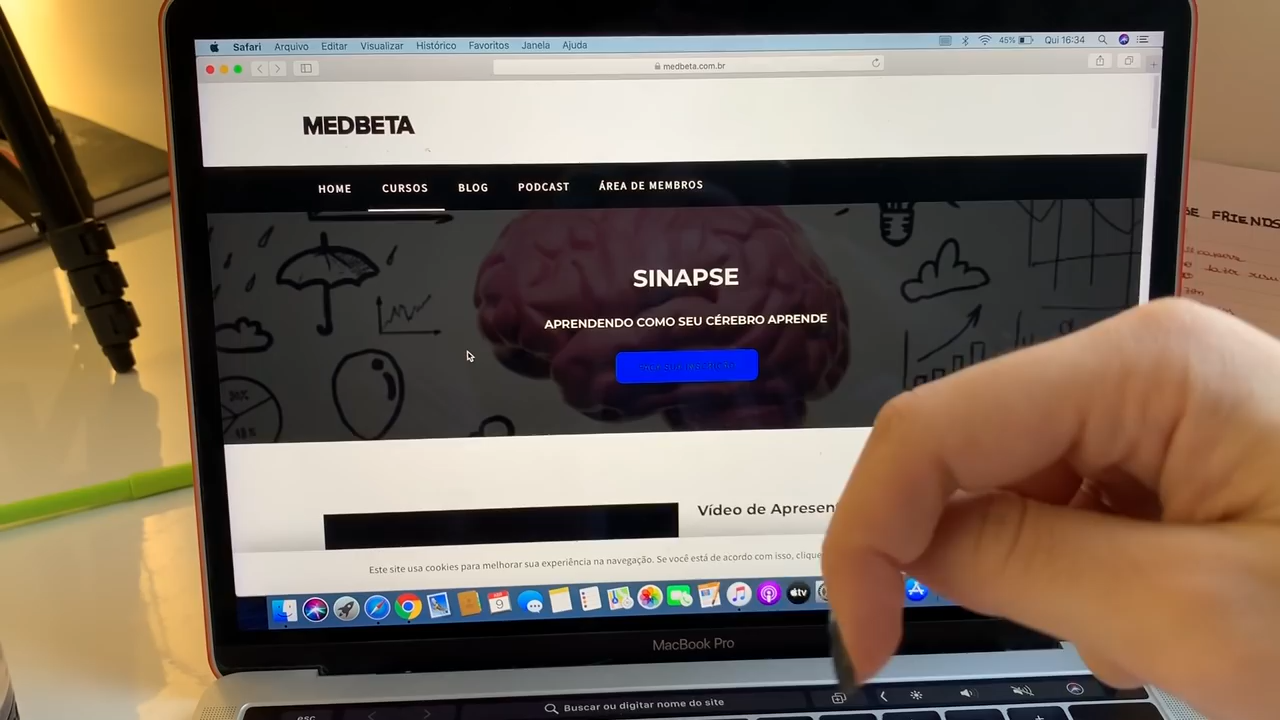 Safari Arquivo Editar Visualizar Histórico Favoritos Janela Ajuda 45% Qui 16:34
medbeta.com.br
MEDBETA
HOME CURSOS BLOG PODCAST ÁREA DE MEMBROS
SINAPSE
APRENDENDO COMO SEU CÉREBRO APRENDE
Vídeo de Apresen
Este site usa cookies para melhorar sua experiência na navegação. Se você está de acordo com isso, clique
9
tv
MacBook Pro
esc Buscar ou digitar nome do site
FRIENDS